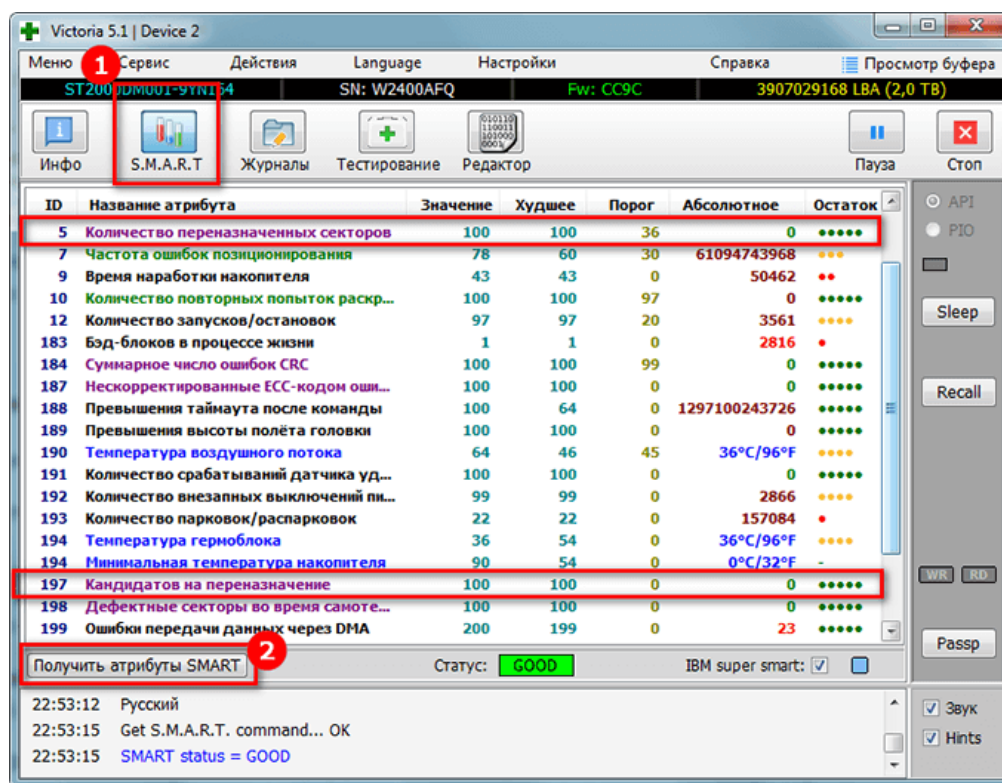 Victoria 5.1 | Device 2
Меню Сервис Действия Language Настройки Справка Просмотр буфера
1
ST2000DM001-9YN164 SN: W2400AFQ Fw: CC9C 3907029168 LBA (2,0 TB)
Инфо S.M.A.R.T Журналы Тестирование Редактор Пауза Стоп
ID Название атрибута Значение Худшее Порог Абсолютное Остаток
5 Количество переназначенных секторов 100 100 36 0
7 Частота ошибок позиционирования 78 60 30 61094743968
9 Время наработки накопителя 43 43 0 50462
10 Количество повторных попыток раскр... 100 100 97 0
12 Количество запусков/остановок 97 97 20 3561
183 Бэд-блоков в процессе жизни 1 1 0 2816
184 Суммарное число ошибок CRC 100 100 99 0
187 Нескорректированные ECC-кодом оши... 100 100 0 0
188 Превышения таймаута после команды 100 64 0 1297100243726
189 Превышения высоты полёта головки 100 100 0 0
190 Температура воздушного потока 64 46 45 36°C/96°F
191 Количество срабатываний датчика уд... 100 100 0 0
192 Количество внезапных выключений пи... 99 99 0 2866
193 Количество парковок/распарковок 22 22 0 157084
194 Температура гермоблока 36 54 0 36°C/96°F
194 Минимальная температура накопителя 90 54 0 0°C/32°F -
197 Кандидатов на переназначение 100 100 0 0
198 Дефектные секторы во время самоте... 100 100 0 0
199 Ошибки передачи данных через DMA 200 199 0 23
API
PIO
Sleep
Recall
WR RD
Passp
2
Получить атрибуты SMART Статус: GOOD IBM super smart:
22:53:12 Русский
22:53:15 Get S.M.A.R.T. command... OK
22:53:15 SMART status = GOOD
Звук
Hints